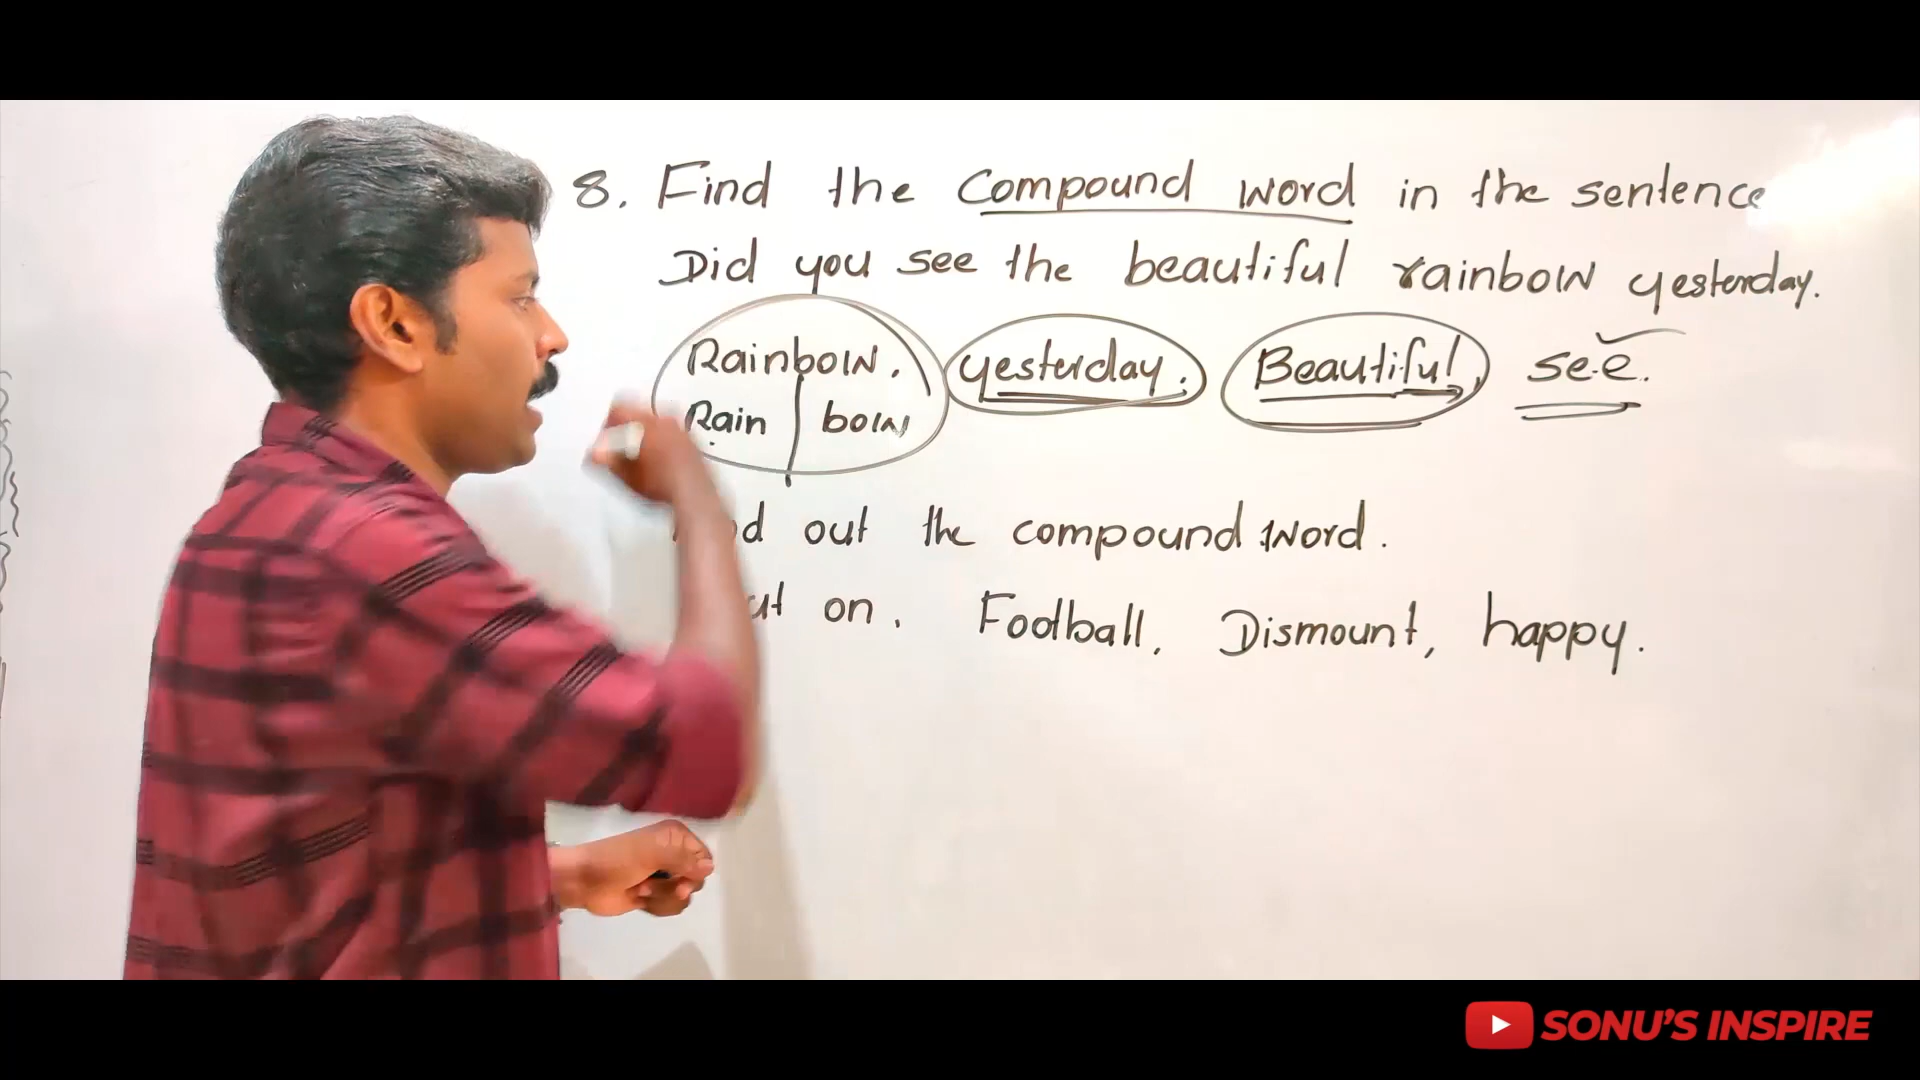 8. Find the Compound word in the sentence
Did you see the beautiful rainbow yesterday.
Rainbow. yesterday. Beautiful, see.
Rain bow
out the compound word.
on. Football, Dismount, happy.
SONU'S INSPIRE